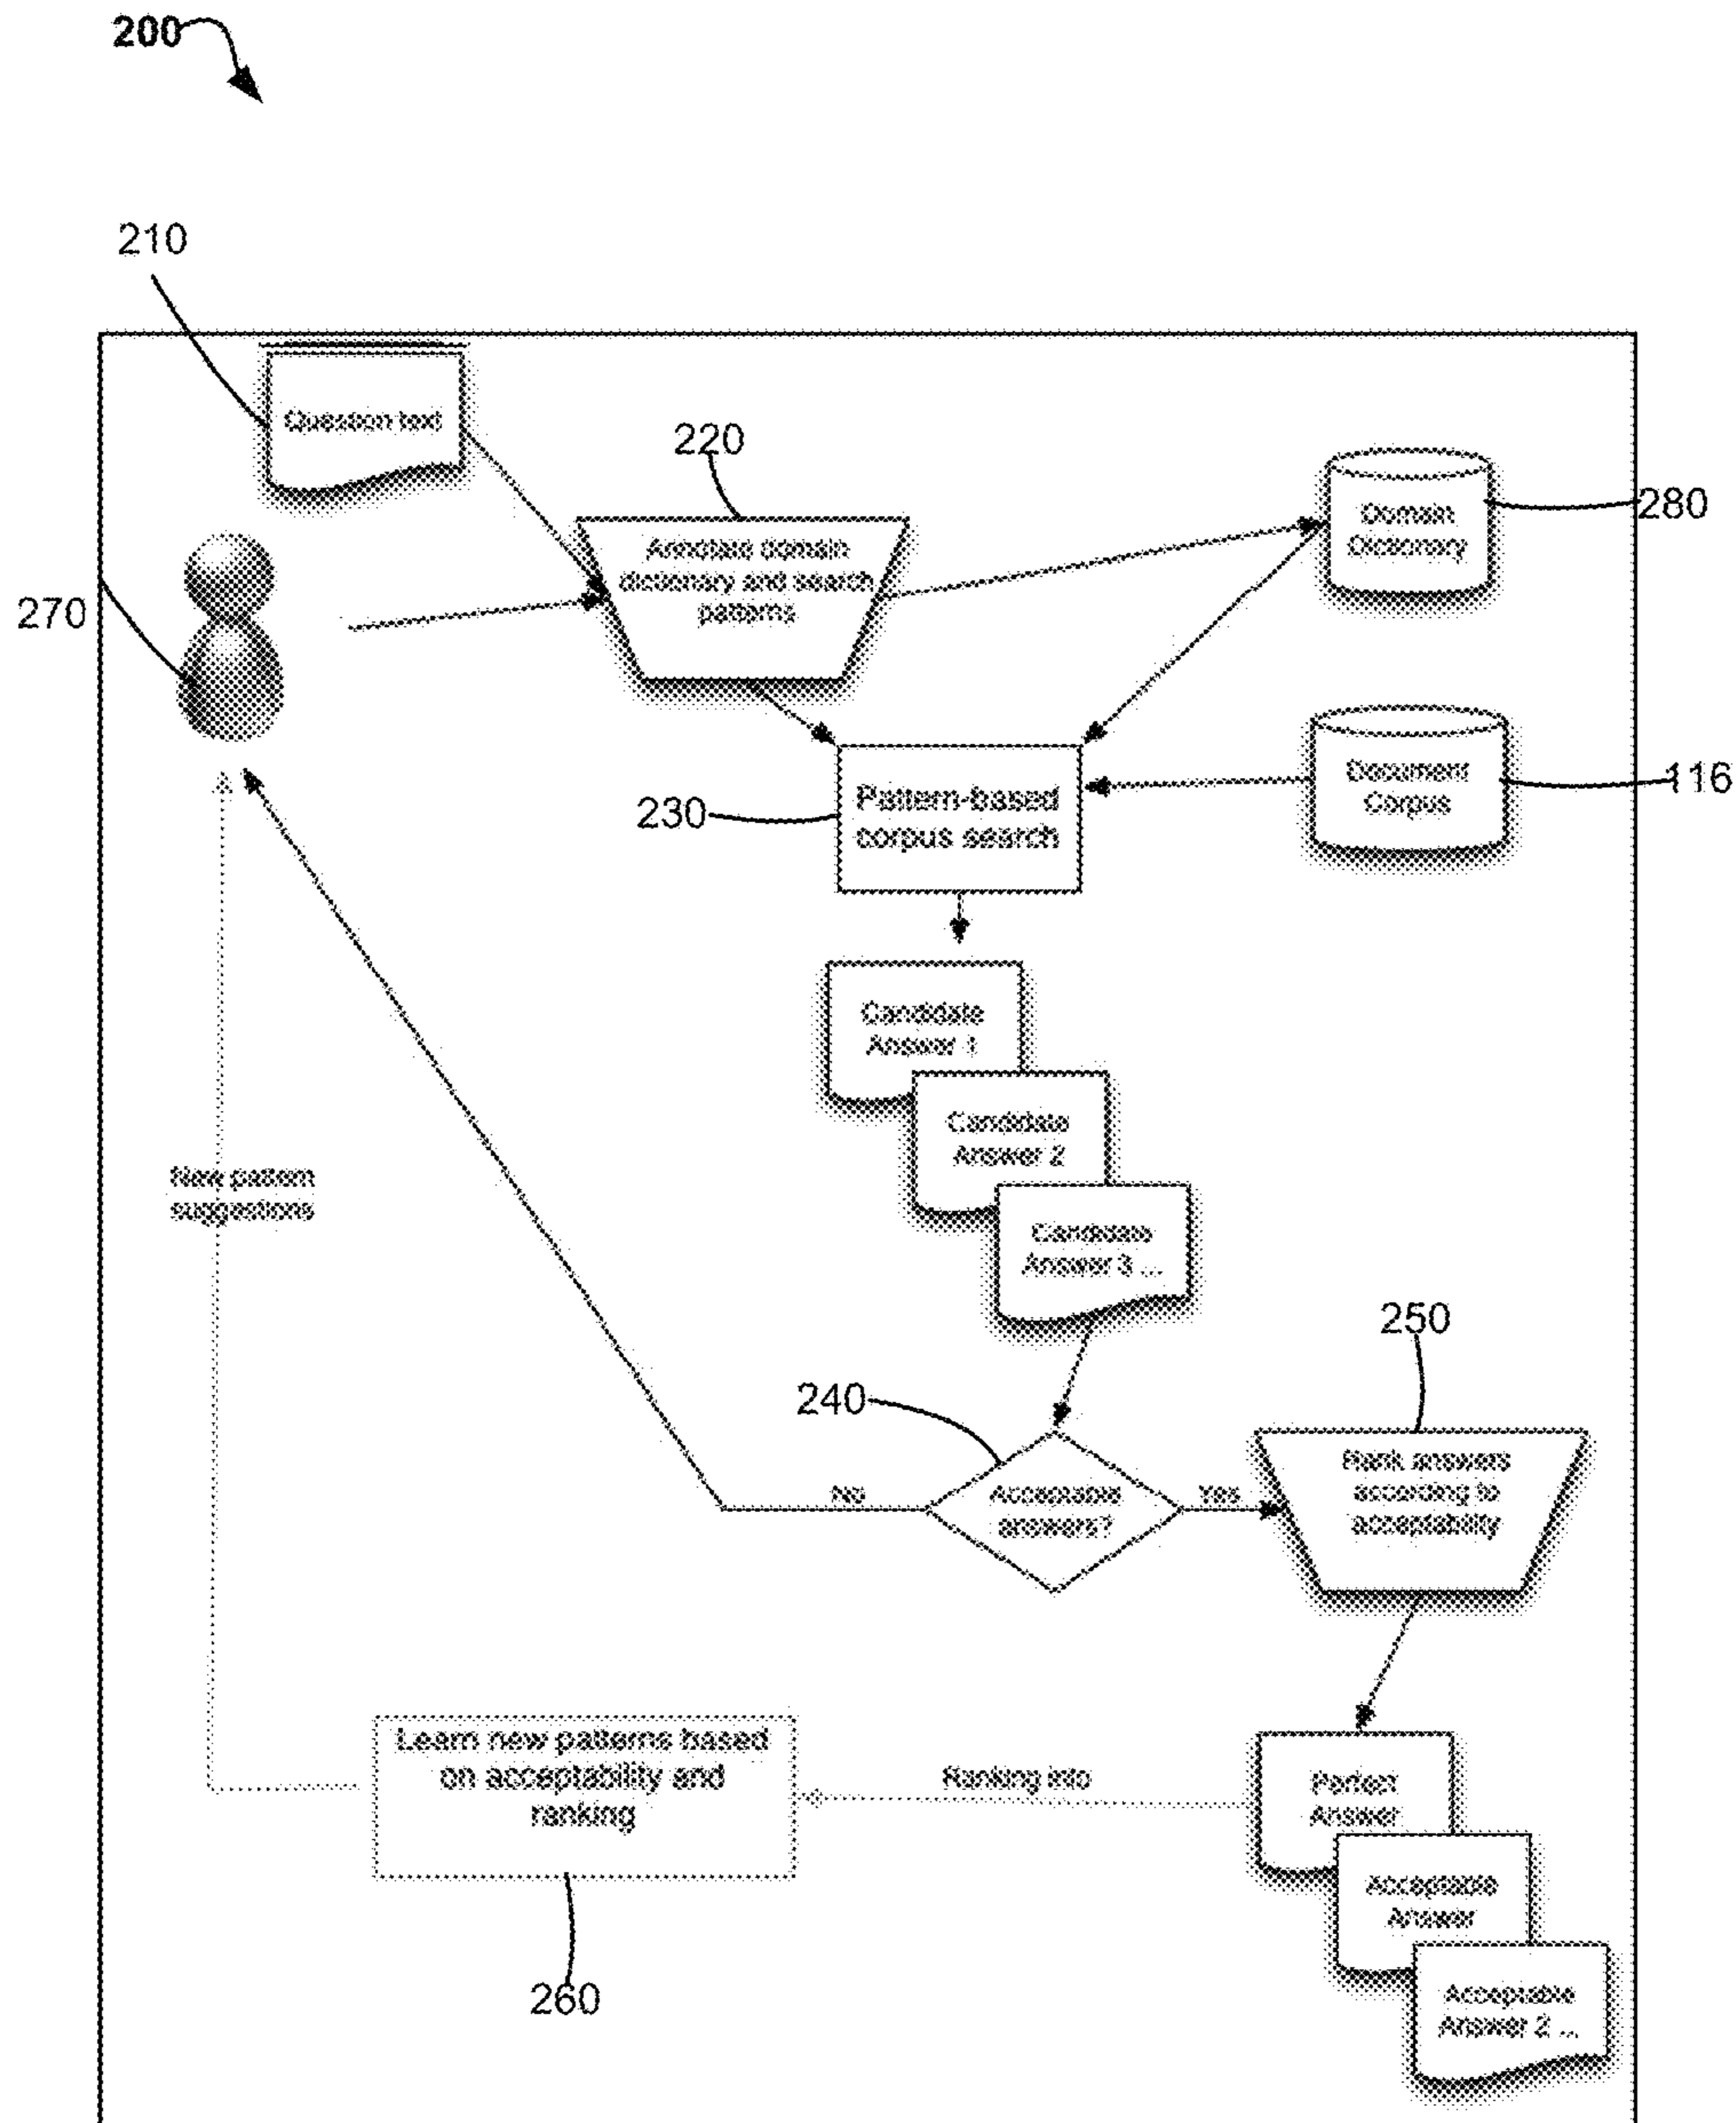 200
210
Question text
220
Annotate domain
dictionary and search
patterns
Domain
Dictionary
280
270
230
Pattern-based
corpus search
Document
Corpus
116
Candidate
Answer 1
Candidate
Answer 2
Candidate
Answer 3 ...
New pattern
suggestions
240
250
No
Acceptable
answers?
Yes
Rank answers
according to
acceptability
Learn new patterns based
on acceptability and
ranking
Ranking info
Perfect
Answer
Acceptable
Answer
Acceptable
Answer 2 ...
260